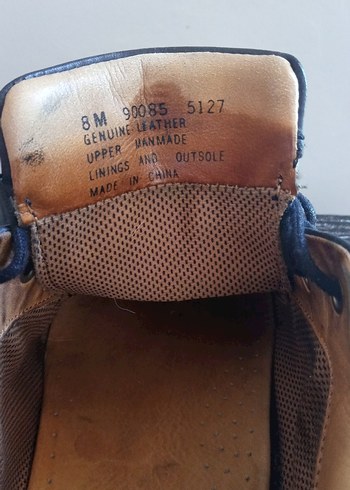 8M 90085 5127
GENUINE LEATHER
UPPER MANMADE
LININGS AND OUTSOLE
MADE IN CHINA